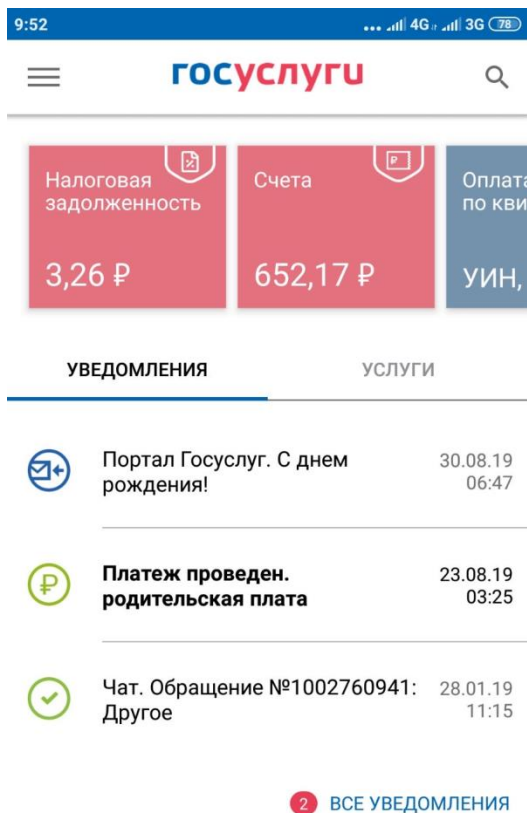 9:52
4G 3G 78
госуслуги
Налоговая
задолженность
3,26 ₽
Счета
652,17 ₽
Оплата
по кви
УИН,
УВЕДОМЛЕНИЯ
УСЛУГИ
Портал Госуслуг. С днем
рождения!
30.08.19
06:47
Платеж проведен.
родительская плата
23.08.19
03:25
Чат. Обращение №1002760941:
Другое
28.01.19
11:15
2 ВСЕ УВЕДОМЛЕНИЯ